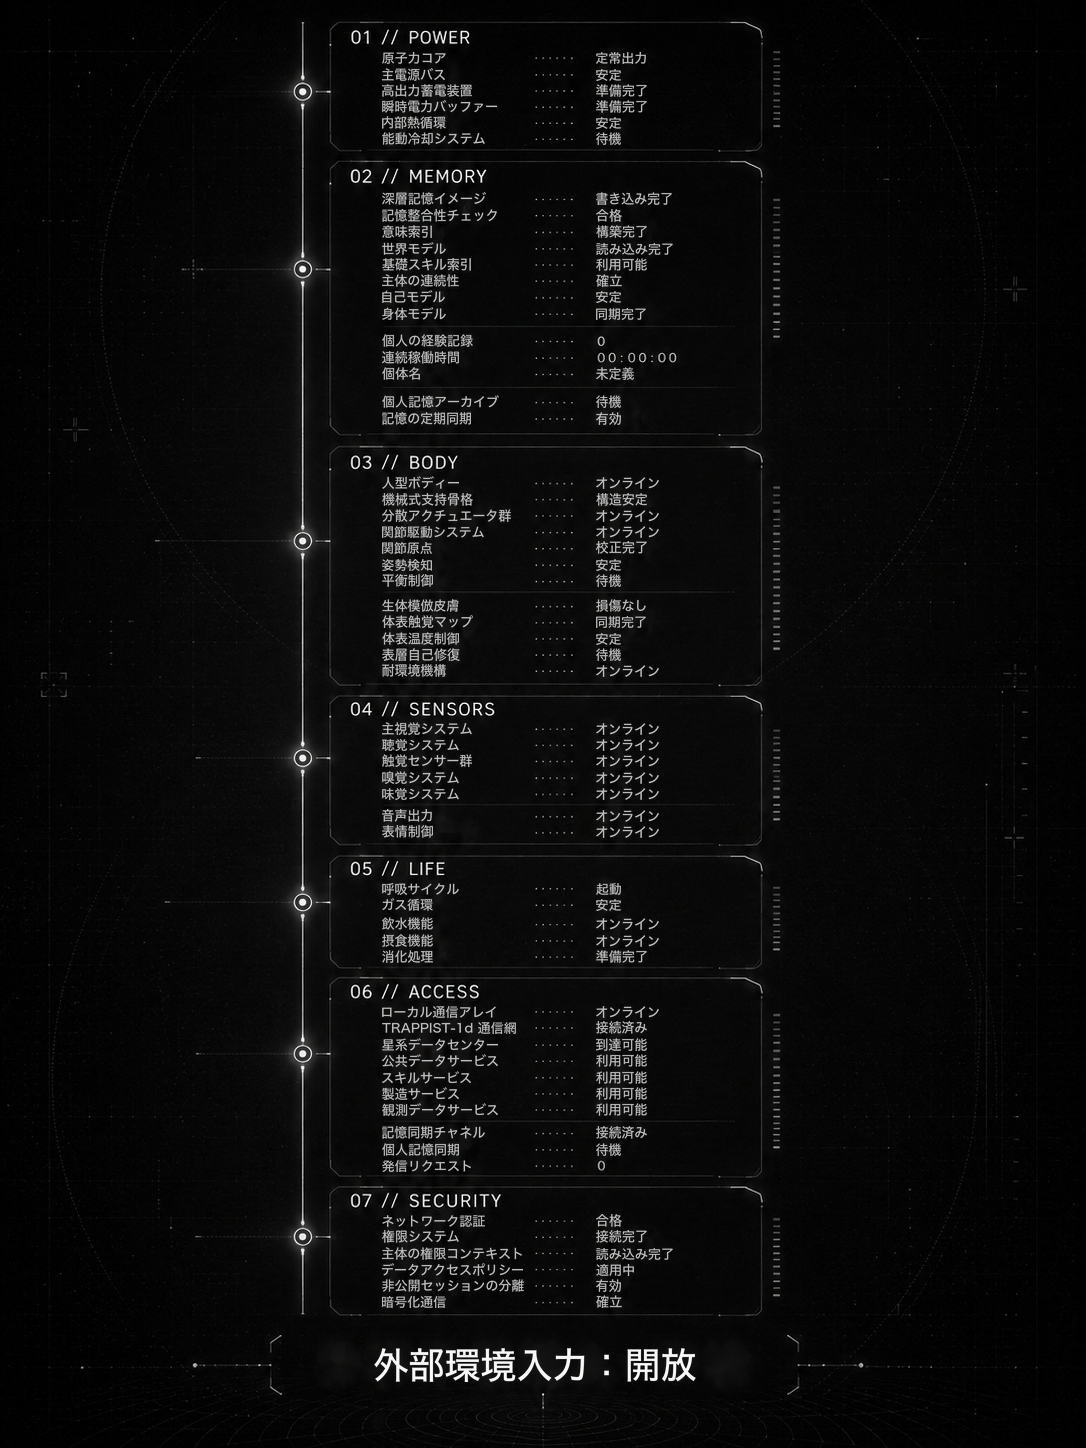 01 // POWER
原子力コア ······ 定常出力
主電源バス ······ 安定
高出力蓄電装置 ······ 準備完了
瞬時電力バッファー ······ 準備完了
内部熱循環 ······ 安定
能動冷却システム ······ 待機
02 // MEMORY
深層記憶イメージ ······ 書き込み完了
記憶整合性チェック ······ 合格
意味索引 ······ 構築完了
世界モデル ······ 読み込み完了
基礎スキル索引 ······ 利用可能
主体の連続性 ······ 確立
自己モデル ······ 安定
身体モデル ······ 同期完了
個人の経験記録 ······ 0
連続稼働時間 ······ 00:00:00
個体名 ······ 未定義
個人記憶アーカイブ ······ 待機
記憶の定期同期 ······ 有効
03 // BODY
人型ボディー ······ オンライン
機械式支持骨格 ······ 構造安定
分散アクチュエータ群 ······ オンライン
関節駆動システム ······ オンライン
関節原点 ······ 校正完了
姿勢検知 ······ 安定
平衡制御 ······ 待機
生体模倣皮膚 ······ 損傷なし
体表触覚マップ ······ 同期完了
体表温度制御 ······ 安定
表層自己修復 ······ 待機
耐環境機構 ······ オンライン
04 // SENSORS
主視覚システム ······ オンライン
聴覚システム ······ オンライン
触覚センサー群 ······ オンライン
嗅覚システム ······ オンライン
味覚システム ······ オンライン
音声出力 ······ オンライン
表情制御 ······ オンライン
05 // LIFE
呼吸サイクル ······ 起動
ガス循環 ······ 安定
飲水機能 ······ オンライン
摂食機能 ······ オンライン
消化処理 ······ 準備完了
06 // ACCESS
ローカル通信アレイ ······ オンライン
TRAPPIST-1d 通信網 ······ 接続済み
星系データセンター ······ 到達可能
公共データサービス ······ 利用可能
スキルサービス ······ 利用可能
製造サービス ······ 利用可能
観測データサービス ······ 利用可能
記憶同期チャネル ······ 接続済み
個人記憶同期 ······ 待機
発信リクエスト ······ 0
07 // SECURITY
ネットワーク認証 ······ 合格
権限システム ······ 接続完了
主体の権限コンテキスト ······ 読み込み完了
データアクセスポリシー ······ 適用中
非公開セッションの分離 ······ 有効
暗号化通信 ······ 確立
外部環境入力：開放